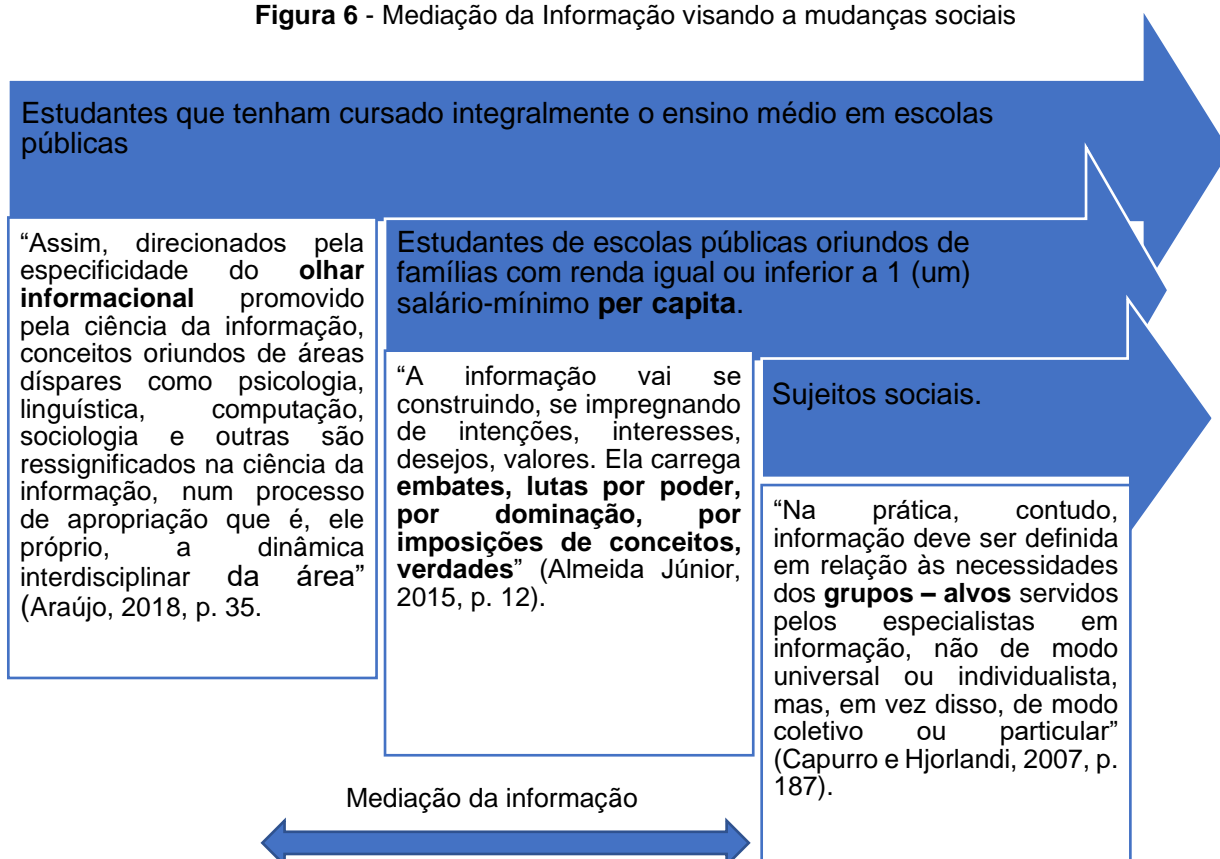 Figura 6 - Mediação da Informação visando a mudanças sociais
Estudantes que tenham cursado integralmente o ensino médio em escolas
públicas
“Assim, direcionados pela
especificidade do olhar
informacional promovido
pela ciência da informação,
conceitos oriundos de áreas
díspares como psicologia,
linguística, computação,
sociologia e outras são
ressignificados na ciência da
informação, num processo
de apropriação que é, ele
próprio, a dinâmica
interdisciplinar da área”
(Araújo, 2018, p. 35.
Estudantes de escolas públicas oriundos de
famílias com renda igual ou inferior a 1 (um)
salário-mínimo per capita.
“A informação vai se
construindo, se impregnando
de intenções, interesses,
desejos, valores. Ela carrega
embates, lutas por poder,
por dominação, por
imposições de conceitos,
verdades” (Almeida Júnior,
2015, p. 12).
Sujeitos sociais.
“Na prática, contudo,
informação deve ser definida
em relação às necessidades
dos grupos – alvos servidos
pelos especialistas em
informação, não de modo
universal ou individualista,
mas, em vez disso, de modo
coletivo ou particular”
(Capurro e Hjorlandi, 2007, p.
187).
Mediação da informação